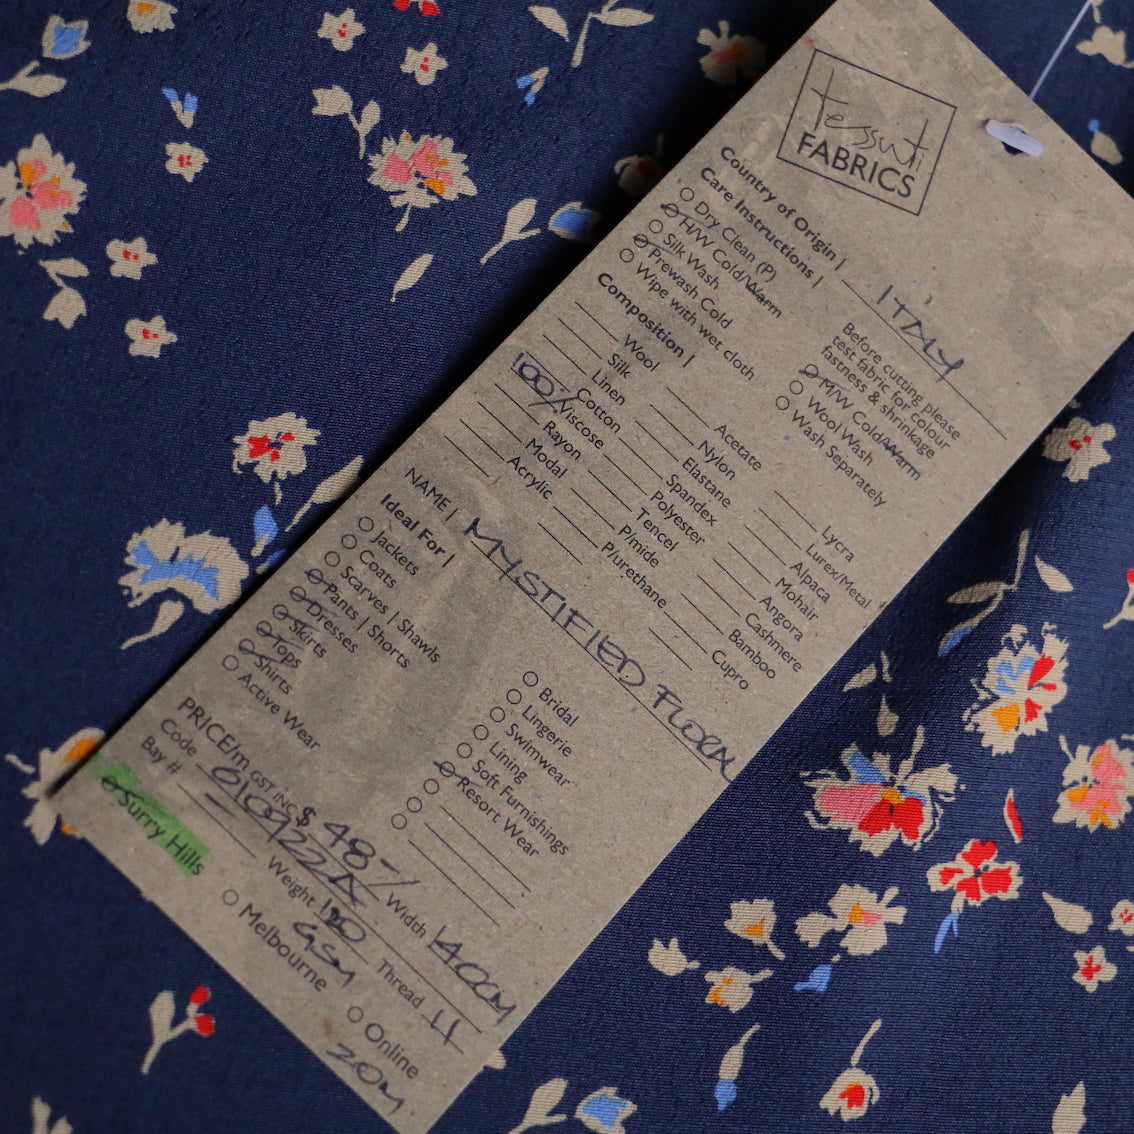 tessuti
FABRICS
Country of Origin | ITALY
Care Instructions |
Dry Clean (P)
H/W Cold/Warm
Silk Wash
Prewash Cold
Wipe with wet cloth
Before cutting please
test fabric for colour
fastness & shrinkage
M/W Cold/Warm
Wool Wash
Wash Separately
Composition |
Wool
Silk
Linen
Cotton
100% Viscose
Rayon
Modal
Acrylic
Acetate
Nylon
Elastane
Spandex
Polyester
Tencel
P/mide
P/urethane
Lycra
Lurex/Metal
Alpaca
Mohair
Angora
Cashmere
Bamboo
Cupro
NAME | MYSTIFIED FLORAL
Ideal For |
Jackets
Coats
Scarves | Shawls
Pants | Shorts
Dresses
Skirts
Tops
Shirts
Active Wear
Bridal
Lingerie
Swimwear
Lining
Soft Furnishings
Resort Wear
PRICE/m GST INC $ 48 Width 140CM
Code 010922A Weight 120 GSM Thread
Bay #
Surry Hills
Melbourne
Online
20m